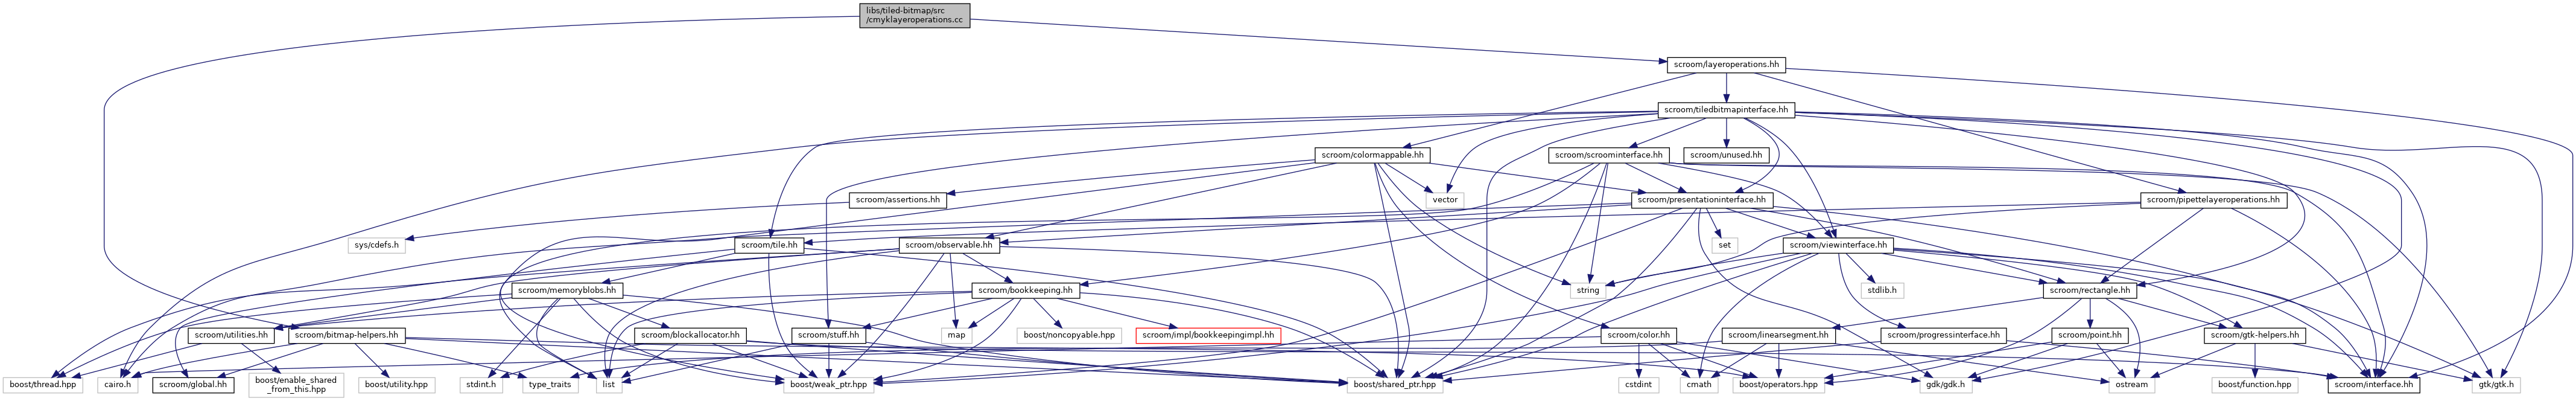 libs/tiled-bitmap/src
/cmyklayeroperations.cc
scroom/layeroperations.hh
scroom/tiledbitmapinterface.hh
scroom/colormappable.hh
scroom/scroominterface.hh
scroom/unused.hh
scroom/assertions.hh
vector
scroom/presentationinterface.hh
scroom/pipettelayeroperations.hh
sys/cdefs.h
scroom/tile.hh
scroom/observable.hh
set
scroom/viewinterface.hh
scroom/memoryblobs.hh
scroom/bookkeeping.hh
string
stdlib.h
scroom/rectangle.hh
scroom/utilities.hh
scroom/bitmap-helpers.hh
scroom/blockallocator.hh
scroom/stuff.hh
map
boost/noncopyable.hpp
scroom/impl/bookkeepingimpl.hh
scroom/color.hh
scroom/linearsegment.hh
scroom/progressinterface.hh
scroom/point.hh
scroom/gtk-helpers.hh
boost/thread.hpp
cairo.h
scroom/global.hh
boost/enable_shared
_from_this.hpp
boost/utility.hpp
stdint.h
type_traits
list
boost/weak_ptr.hpp
boost/shared_ptr.hpp
cstdint
cmath
boost/operators.hpp
gdk/gdk.h
ostream
boost/function.hpp
scroom/interface.hh
gtk/gtk.h